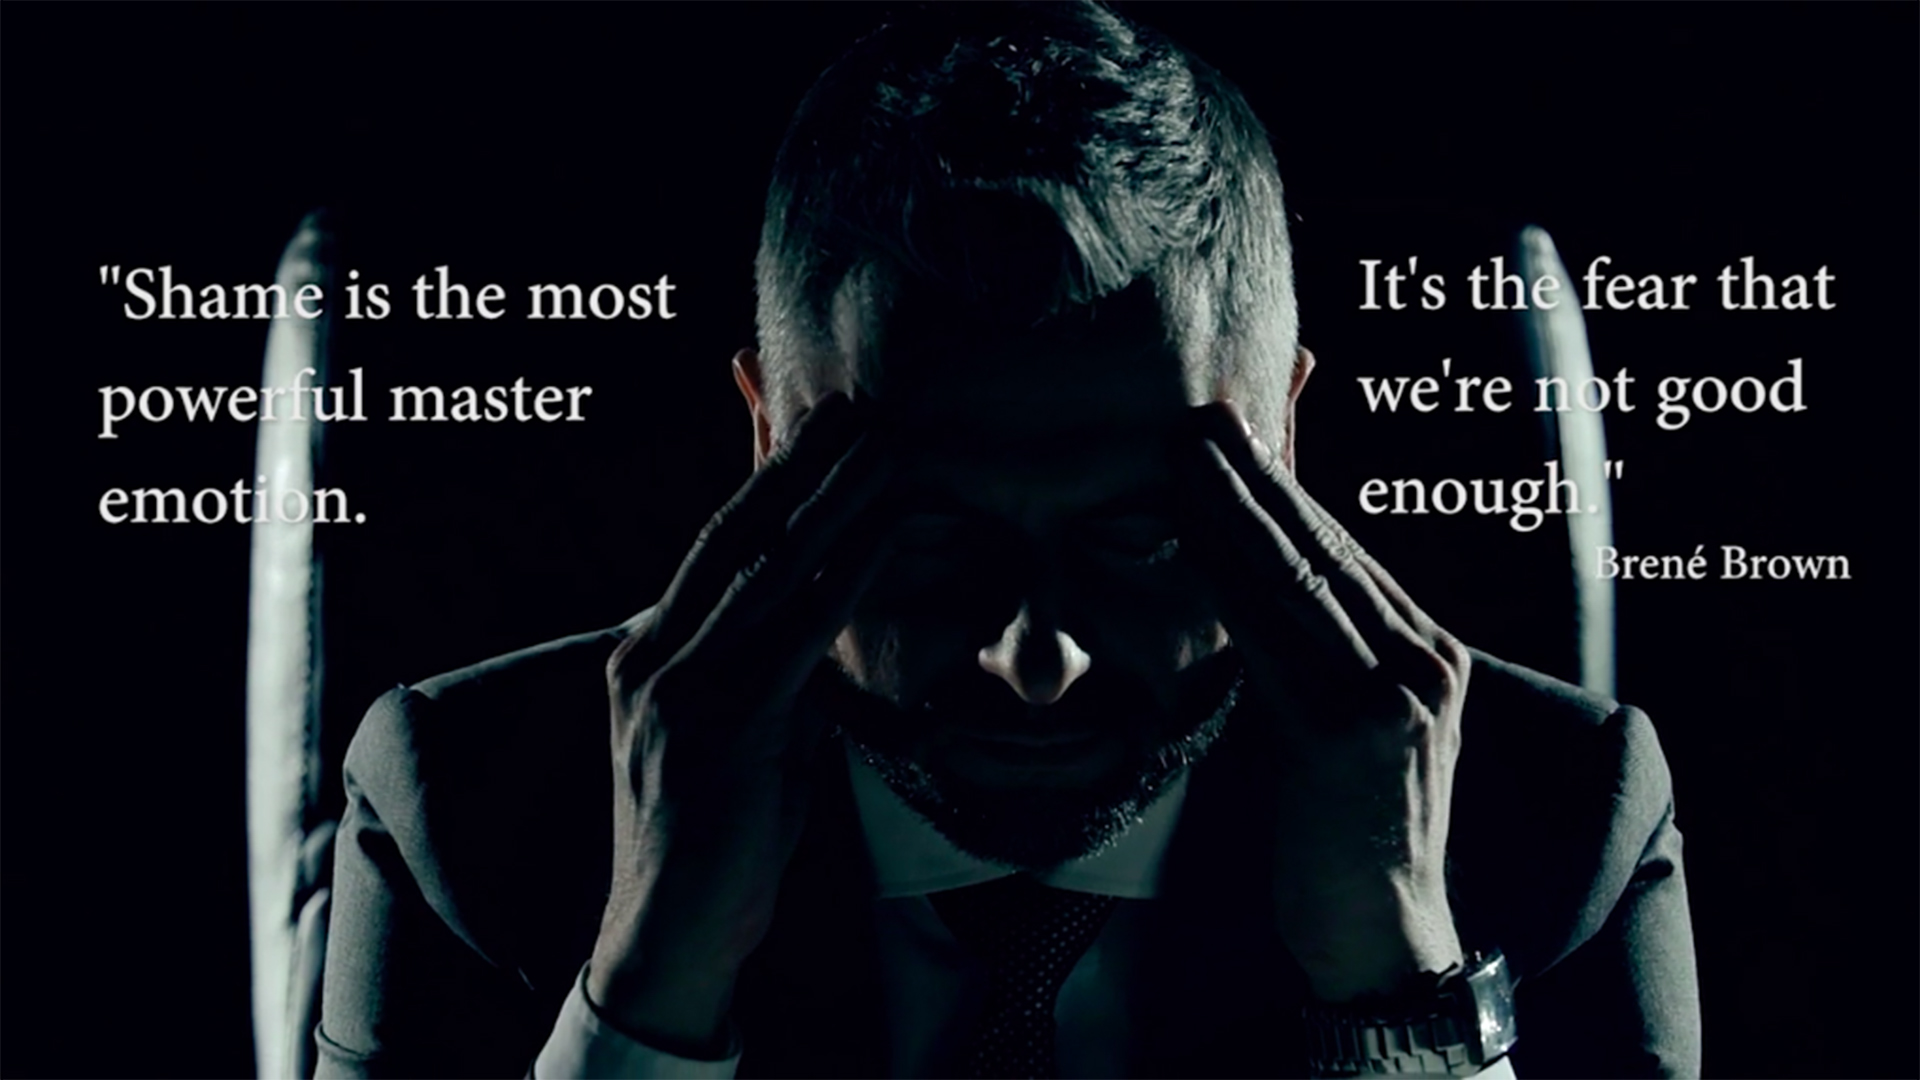 "Shame is the most
powerful master
emotion.
It's the fear that
we're not good
enough."
Brené Brown